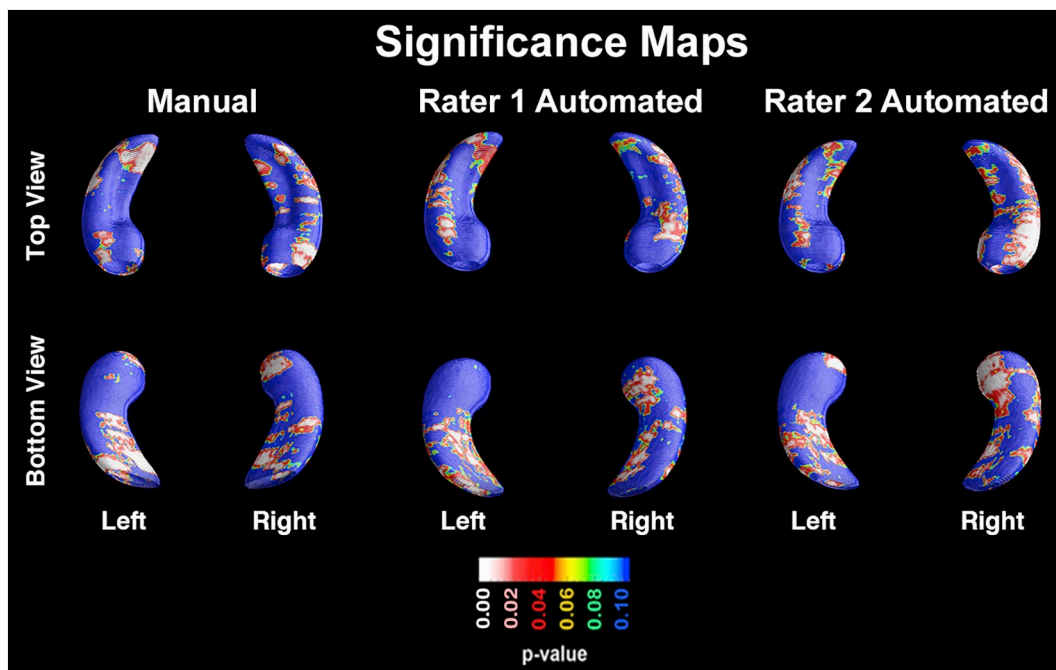 Significance Maps
Manual Rater 1 Automated Rater 2 Automated
Top View
Bottom View
Left Right Left Right Left Right
0.00 0.02 0.04 0.06 0.08 0.10
p-value